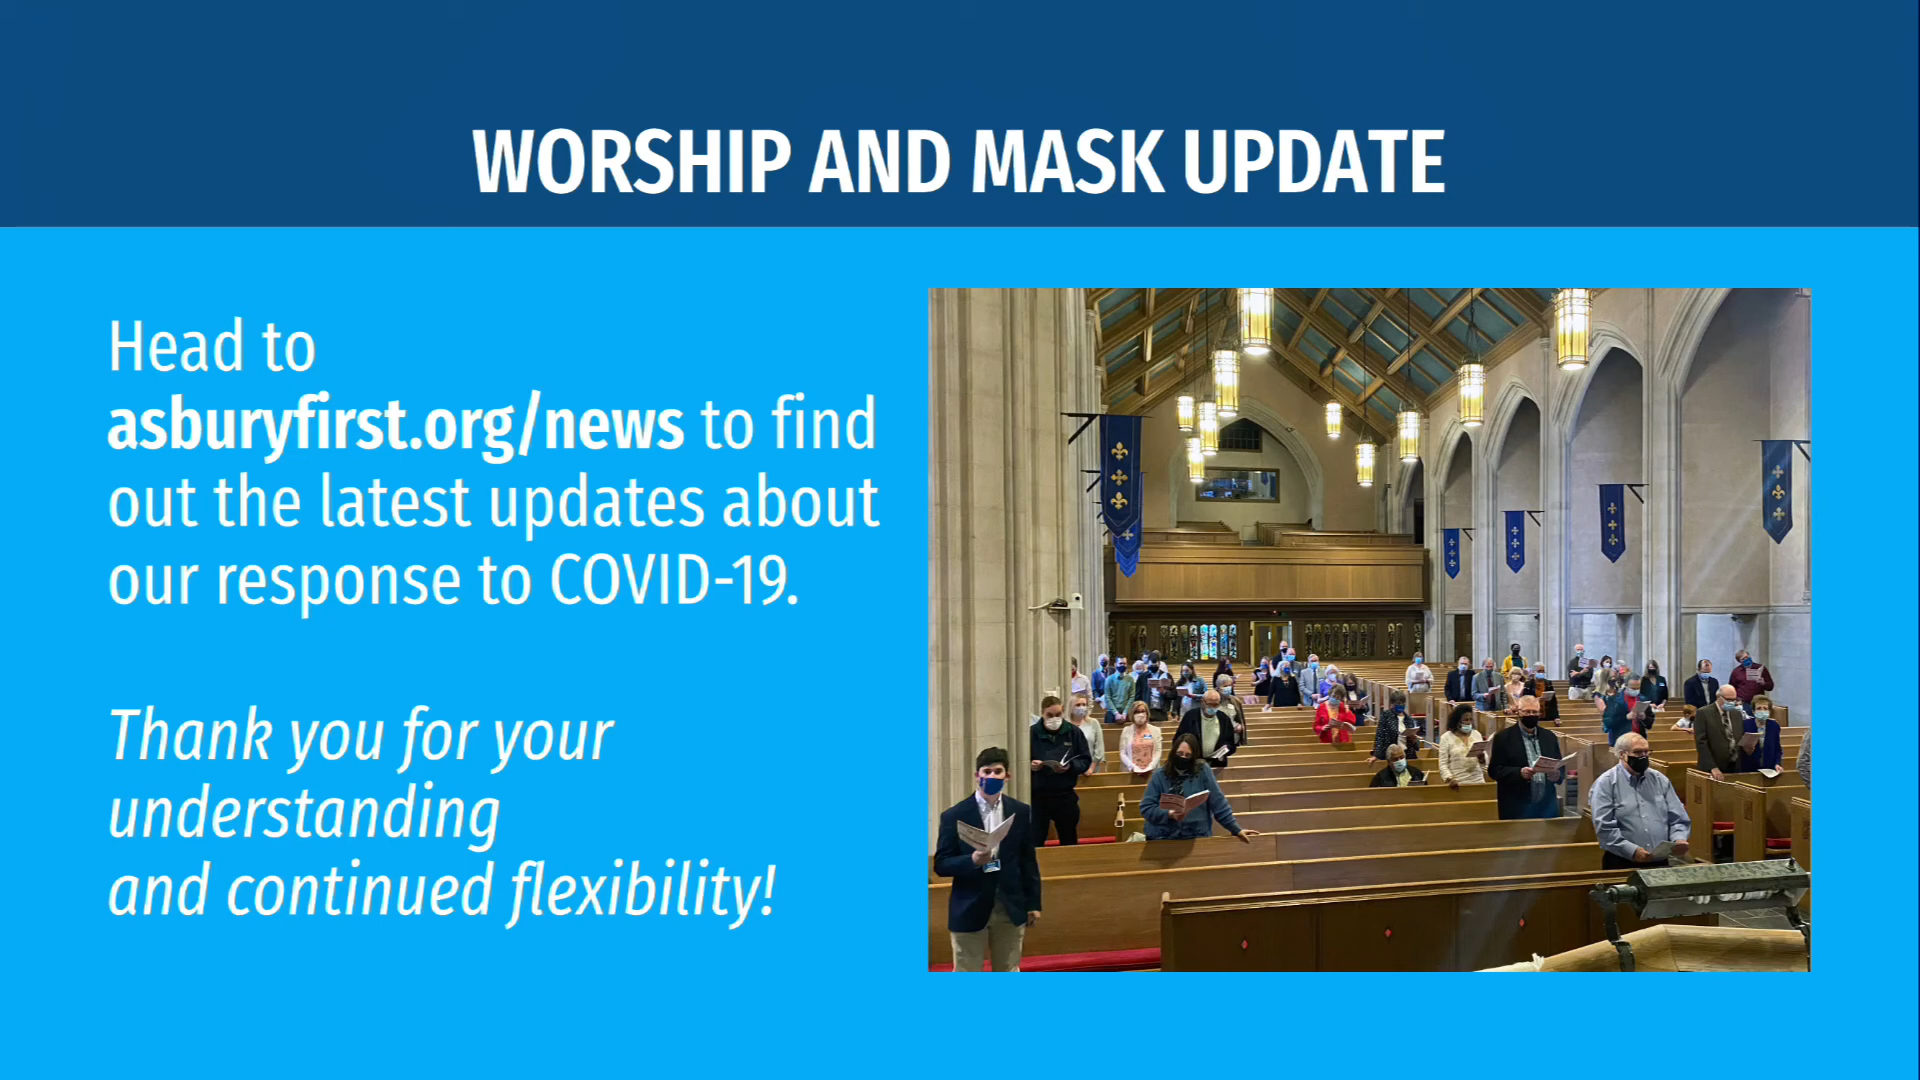 WORSHIP AND MASK UPDATE
Head to
asburyfirst.org/news to find
out the latest updates about
our response to COVID-19.
Thank you for your
understanding
and continued flexibility!